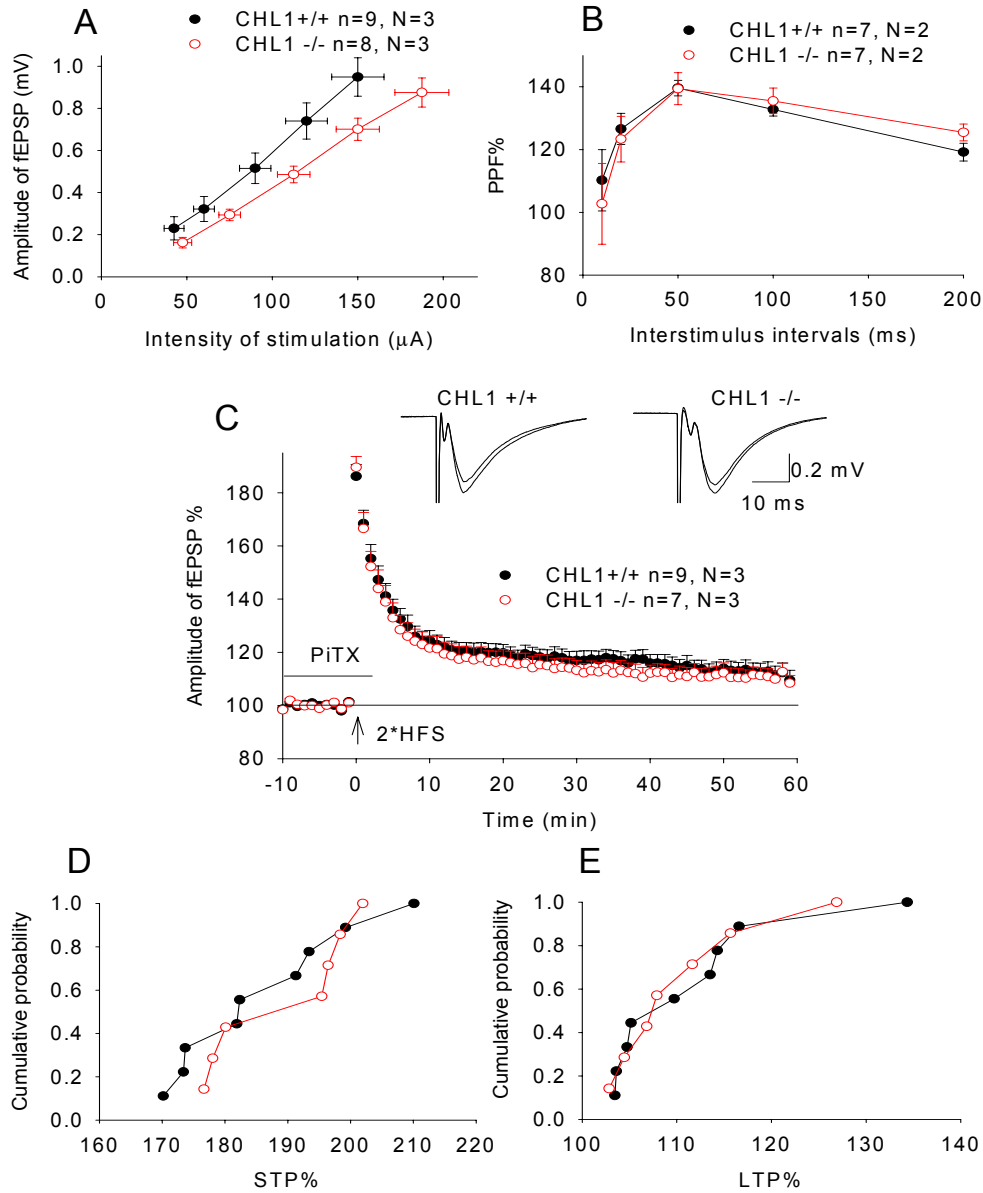 A
CHL1+/+ n=9, N=3
CHL1 -/- n=8, N=3
1.0
0.8
0.6
0.4
0.2
0.0
Amplitude of fEPSP (mV)
0
50
100
150
200
Intensity of stimulation (μA)
B
CHL1+/+ n=7, N=2
CHL1 -/- n=7, N=2
140
120
100
80
PPF%
0
50
100
150
200
Interstimulus intervals (ms)
C
CHL1 +/+
CHL1 -/-
0.2 mV
10 ms
180
160
140
120
100
80
Amplitude of fEPSP %
CHL1+/+ n=9, N=3
CHL1 -/- n=7, N=3
PiTX
2*HFS
-10
0
10
20
30
40
50
60
Time (min)
D
1.0
0.8
0.6
0.4
0.2
0.0
Cumulative probability
160
170
180
190
200
210
220
STP%
E
1.0
0.8
0.6
0.4
0.2
0.0
Cumulative probability
100
110
120
130
140
LTP%